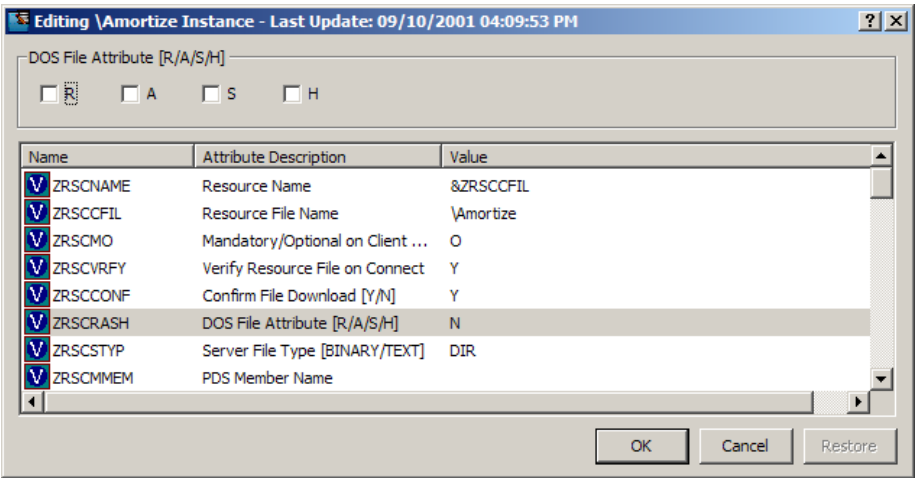 Editing \Amortize Instance - Last Update: 09/10/2001 04:09:53 PM
DOS File Attribute [R/A/S/H]
R A S H
Name Attribute Description Value
V ZRSCNAME Resource Name &ZRSCCFIL
V ZRSCCFIL Resource File Name \Amortize
V ZRSCMO Mandatory/Optional on Client ... O
V ZRSCVRFY Verify Resource File on Connect Y
V ZRSCCONF Confirm File Download [Y/N] Y
V ZRSCRASH DOS File Attribute [R/A/S/H] N
V ZRSCSTYP Server File Type [BINARY/TEXT] DIR
V ZRSCMMEM PDS Member Name
OK Cancel Restore